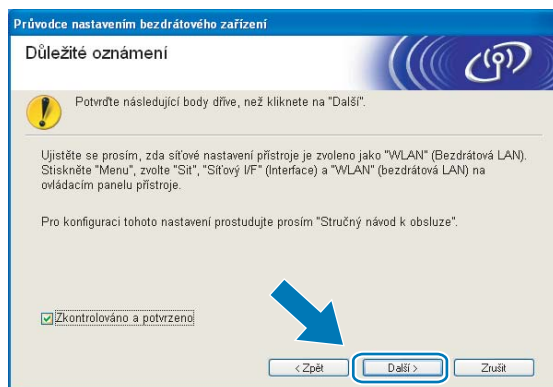 Průvodce nastavením bezdrátového zařízení
Důležité oznámení
Potvrďte následující body dříve, než kliknete na "Další".
Ujistěte se prosím, zda síťové nastavení přístroje je zvoleno jako "WLAN" (Bezdrátová LAN).
Stiskněte "Menu", zvolte "Sit", "Síťový I/F" (Interface) a "WLAN" (bezdrátová LAN) na
ovládacím panelu přístroje.
Pro konfiguraci tohoto nastavení prostudujte prosím "Stručný návod k obsluze".
Zkontrolováno a potvrzeno
< Zpět Další > Zrušit